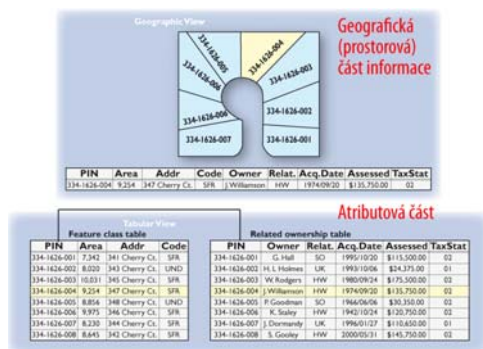 Geographic View
Geografická
(prostorová)
část informace
334-1626-005
334-1626-004
334-1626-006
334-1626-003
334-1626-006
334-1626-002
334-1626-007
334-1626-001
PIN Area Addr Code Owner Relat. Acq.Date Assessed TaxStat
334-1626-004 9,254 347 Cherry Ct. SFR J.Williamson HW 1974/09/20 $135,750.00 02
Atributová část
Tabular View
Feature class table Related ownership table
PIN Area Addr Code PIN Owner Relat. Acq.Date Assessed TaxStat
334-1626-001 7,342 341 Cherry Ct. SFR 334-1626-001 G. Hall SO 1995/10/20 $115,500.00 02
334-1626-002 8,020 343 Cherry Ct. UND 334-1626-002 H. L Holmes UK 1993/10/06 $24,375.00 01
334-1626-003 10,031 345 Cherry Ct. SFR 334-1626-003 W. Rodgers HW 1980/09/24 $175,500.00 02
334-1626-004 9,254 347 Cherry Ct. SFR 334-1626-004 J. Williamson HW 1974/09/20 $135,750.00 02
334-1626-005 8,856 348 Cherry Ct. UND 334-1626-005 P. Goodman SO 1966/06/06 $30,350.00 02
334-1626-006 9,975 346 Cherry Ct. SFR 334-1626-006 K. Staley HW 1942/10/24 $120,750.00 02
334-1626-007 8,230 344 Cherry Ct. SFR 334-1626-007 J. Dormandy UK 1996/01/27 $110,650.00 01
334-1626-008 8,645 342 Cherry Ct. SFR 334-1626-008 S. Gooley HW 2000/05/31 $145,750.00 02